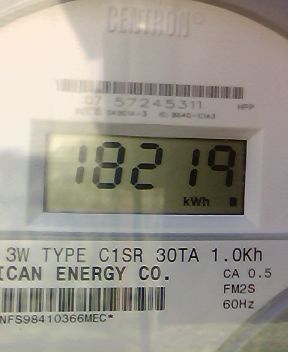 CENTRON®
07 57245311 HPP
18219
kWh
3W TYPE C1SR 30TA 1.0Kh
ICAN ENERGY CO. CA 0.5
FM2S
60Hz
NFS98410366MEC*